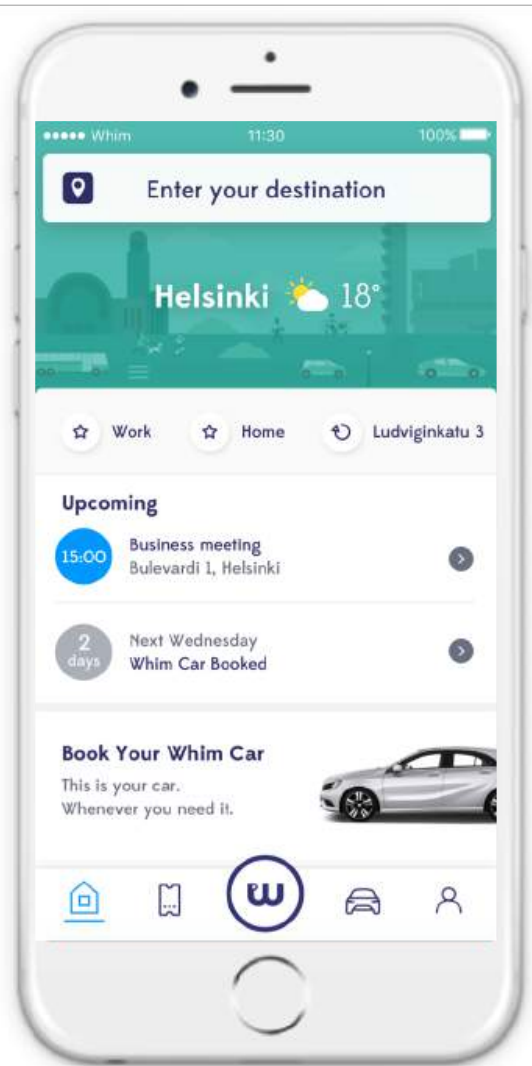 Whim 11:30 100%
Enter your destination
Helsinki 18°
Work Home Ludviginkatu 3
Upcoming
15:00 Business meeting
Bulevardi 1, Helsinki
2 days Next Wednesday
Whim Car Booked
Book Your Whim Car
This is your car.
Whenever you need it.
w